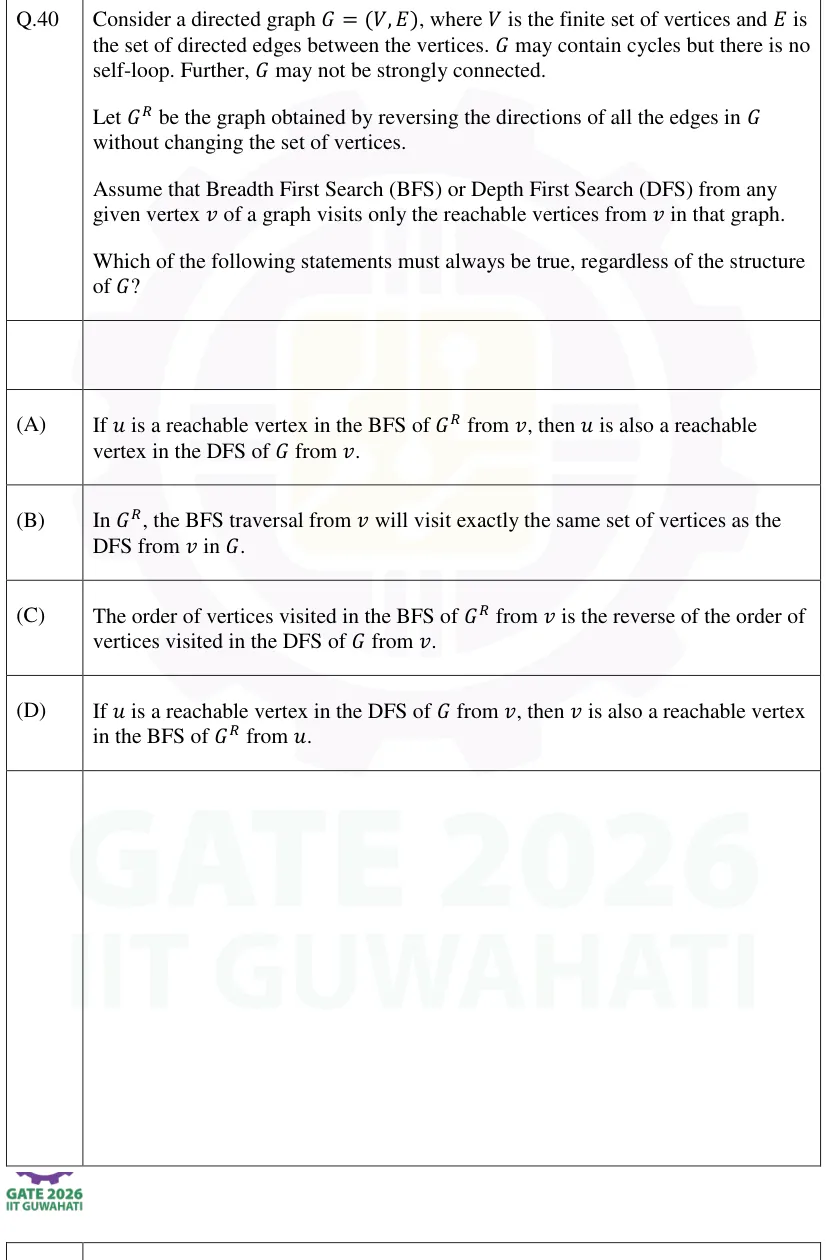 Q.40 Consider a directed graph G = (V, E), where V is the finite set of vertices and E is
the set of directed edges between the vertices. G may contain cycles but there is no
self-loop. Further, G may not be strongly connected.
Let G^R be the graph obtained by reversing the directions of all the edges in G
without changing the set of vertices.
Assume that Breadth First Search (BFS) or Depth First Search (DFS) from any
given vertex v of a graph visits only the reachable vertices from v in that graph.
Which of the following statements must always be true, regardless of the structure
of G?
(A) If u is a reachable vertex in the BFS of G^R from v, then u is also a reachable
vertex in the DFS of G from v.
(B) In G^R, the BFS traversal from v will visit exactly the same set of vertices as the
DFS from v in G.
(C) The order of vertices visited in the BFS of G^R from v is the reverse of the order of
vertices visited in the DFS of G from v.
(D) If u is a reachable vertex in the DFS of G from v, then v is also a reachable vertex
in the BFS of G^R from u.
GATE 2026
IIT GUWAHATI
GATE 2026
IIT GUWAHATI